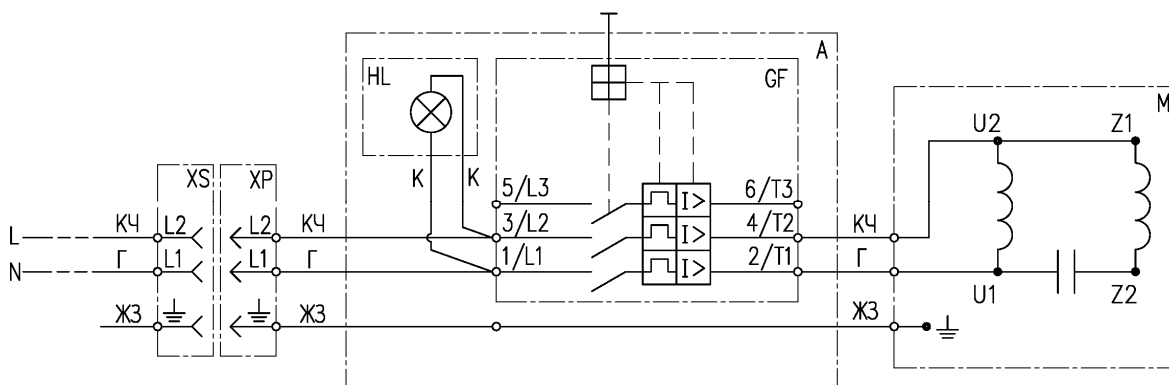 A
HL
GF
M
U2
Z1
К
К
XS
XP
5/L3
6/T3
L
КЧ
L2
L2
КЧ
3/L2
4/T2
КЧ
N
Г
L1
L1
Г
1/L1
2/T1
Г
I>
I>
I>
U1
Z2
ЖЗ
ЖЗ
ЖЗ